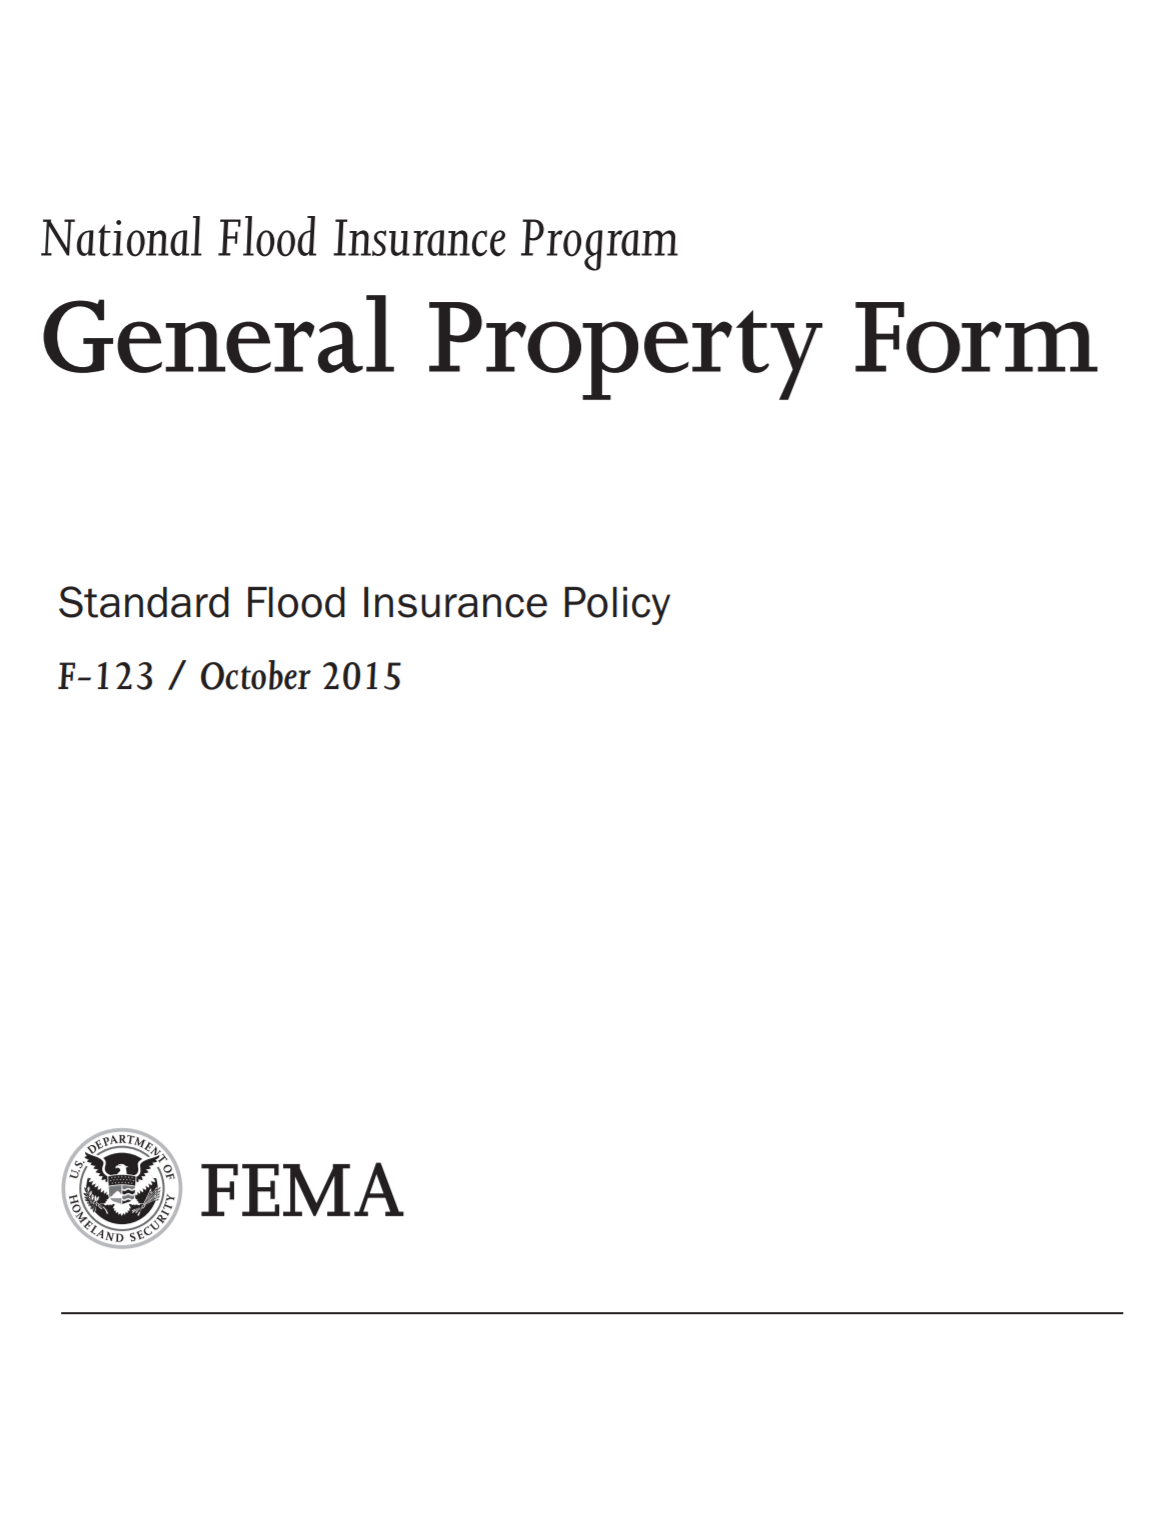 National Flood Insurance Program
General Property Form
Standard Flood Insurance Policy
F-123 / October 2015
U.S. DEPARTMENT OF
HOMELAND SECURITY
FEMA